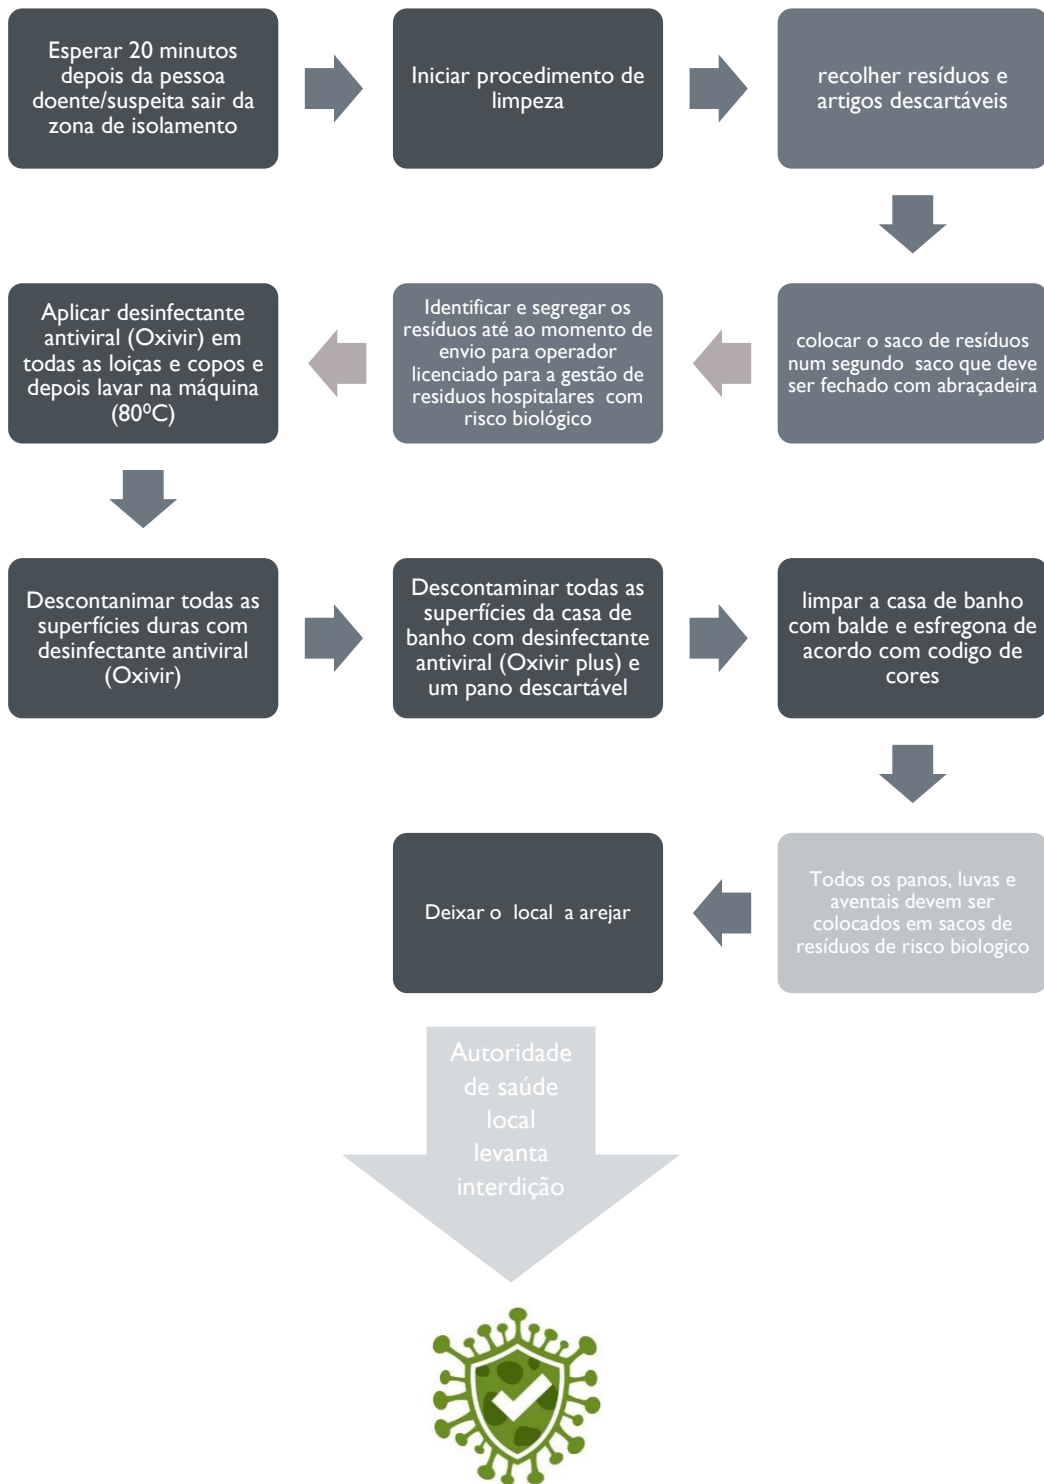 Esperar 20 minutos
depois da pessoa
doente/suspeita sair da
zona de isolamento
Iniciar procedimento de
limpeza
recolher resíduos e
artigos descartáveis
colocar o saco de resíduos
num segundo saco que deve
ser fechado com abraçadeira
Identificar e segregar os
resíduos até ao momento de
envio para operador
licenciado para a gestão de
residuos hospitalares com
risco biológico
Aplicar desinfectante
antiviral (Oxivir) em
todas as loiças e copos e
depois lavar na máquina
(80ºC)
Descontanimar todas as
superfícies duras com
desinfectante antiviral
(Oxivir)
Descontaminar todas as
superfícies da casa de
banho com desinfectante
antiviral (Oxivir plus) e
um pano descartável
limpar a casa de banho
com balde e esfregona de
acordo com codigo de
cores
Todos os panos, luvas e
aventais devem ser
colocados em sacos de
resíduos de risco biologico
Deixar o local a arejar
Autoridade
de saúde
local
levanta
interdição